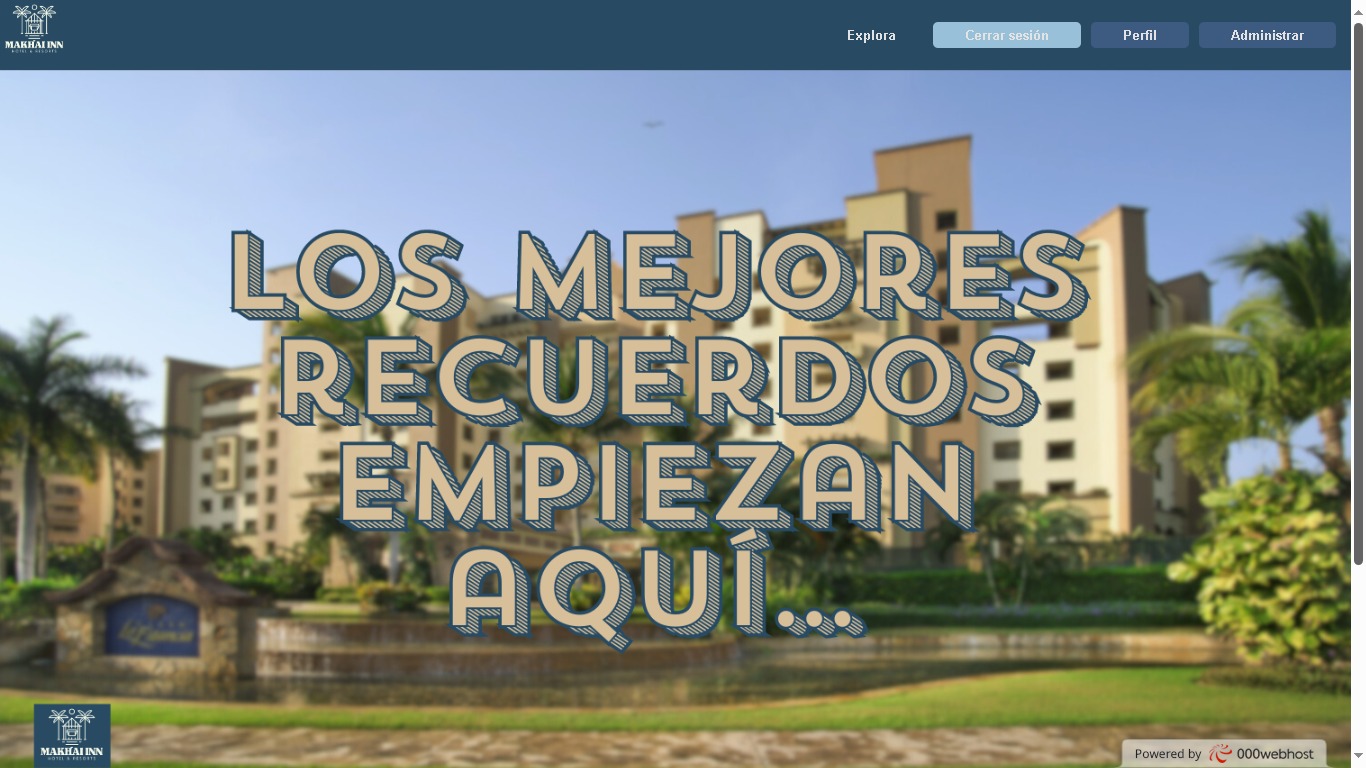 MAKHAI INN
HOTEL & RESORTS
Explora
Cerrar sesión
Perfil
Administrar
LOS MEJORES
RECUERDOS
EMPIEZAN
AQUÍ...
MAKHAI INN
HOTEL & RESORTS
Powered by 000webhost